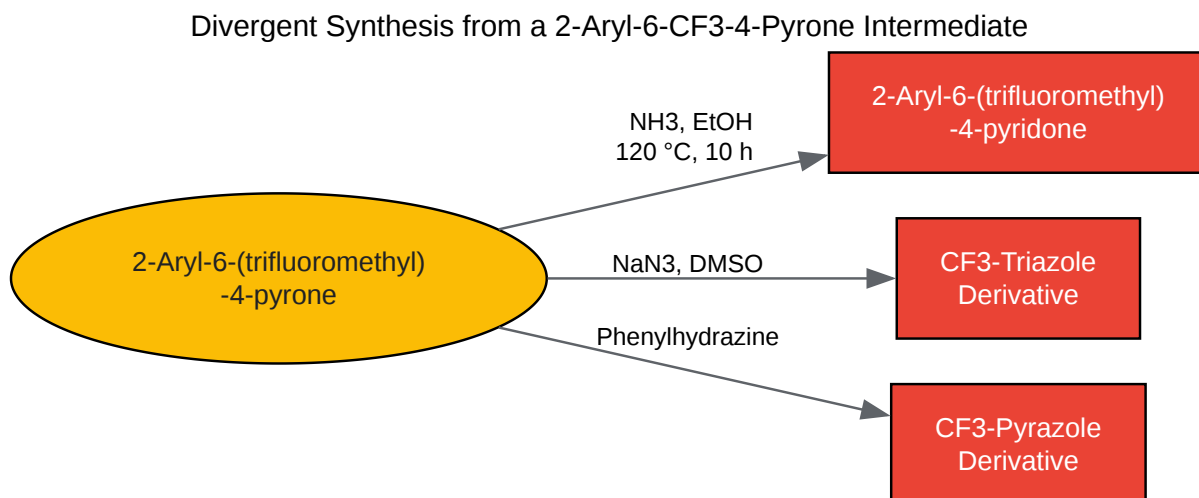 Divergent Synthesis from a 2-Aryl-6-CF3-4-Pyrone Intermediate
2-Aryl-6-(trifluoromethyl)
-4-pyridone
NH3, EtOH
120 °C, 10 h
2-Aryl-6-(trifluoromethyl)
-4-pyrone
NaN3, DMSO
CF3-Triazole
Derivative
Phenylhydrazine
CF3-Pyrazole
Derivative